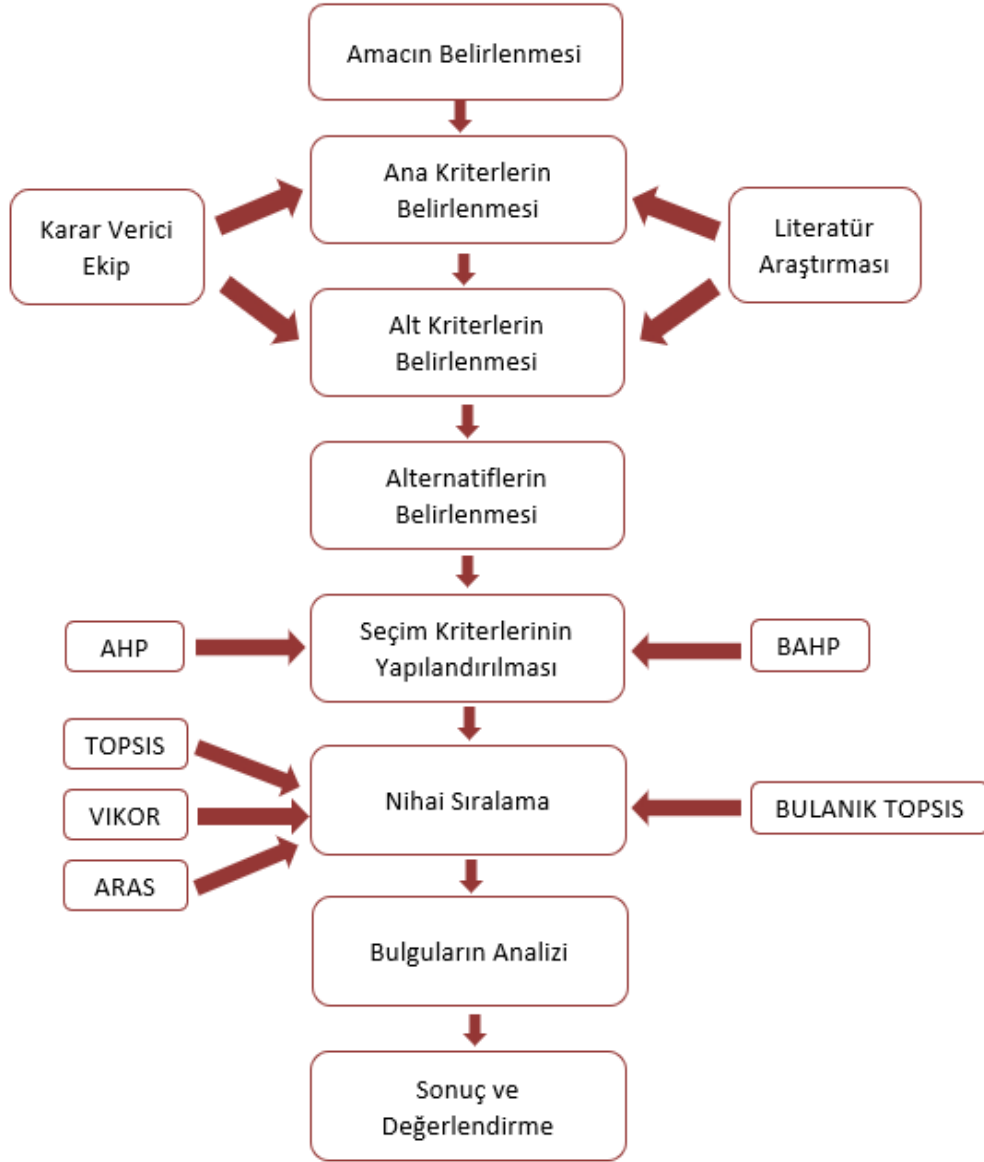 Amacın Belirlenmesi
Ana Kriterlerin
Belirlenmesi
Karar Verici
Ekip
Literatür
Araştırması
Alt Kriterlerin
Belirlenmesi
Alternatiflerin
Belirlenmesi
AHP
Seçim Kriterlerinin
Yapılandırılması
BAHP
TOPSIS
VIKOR
ARAS
Nihai Sıralama
BULANIK TOPSIS
Bulguların Analizi
Sonuç ve
Değerlendirme